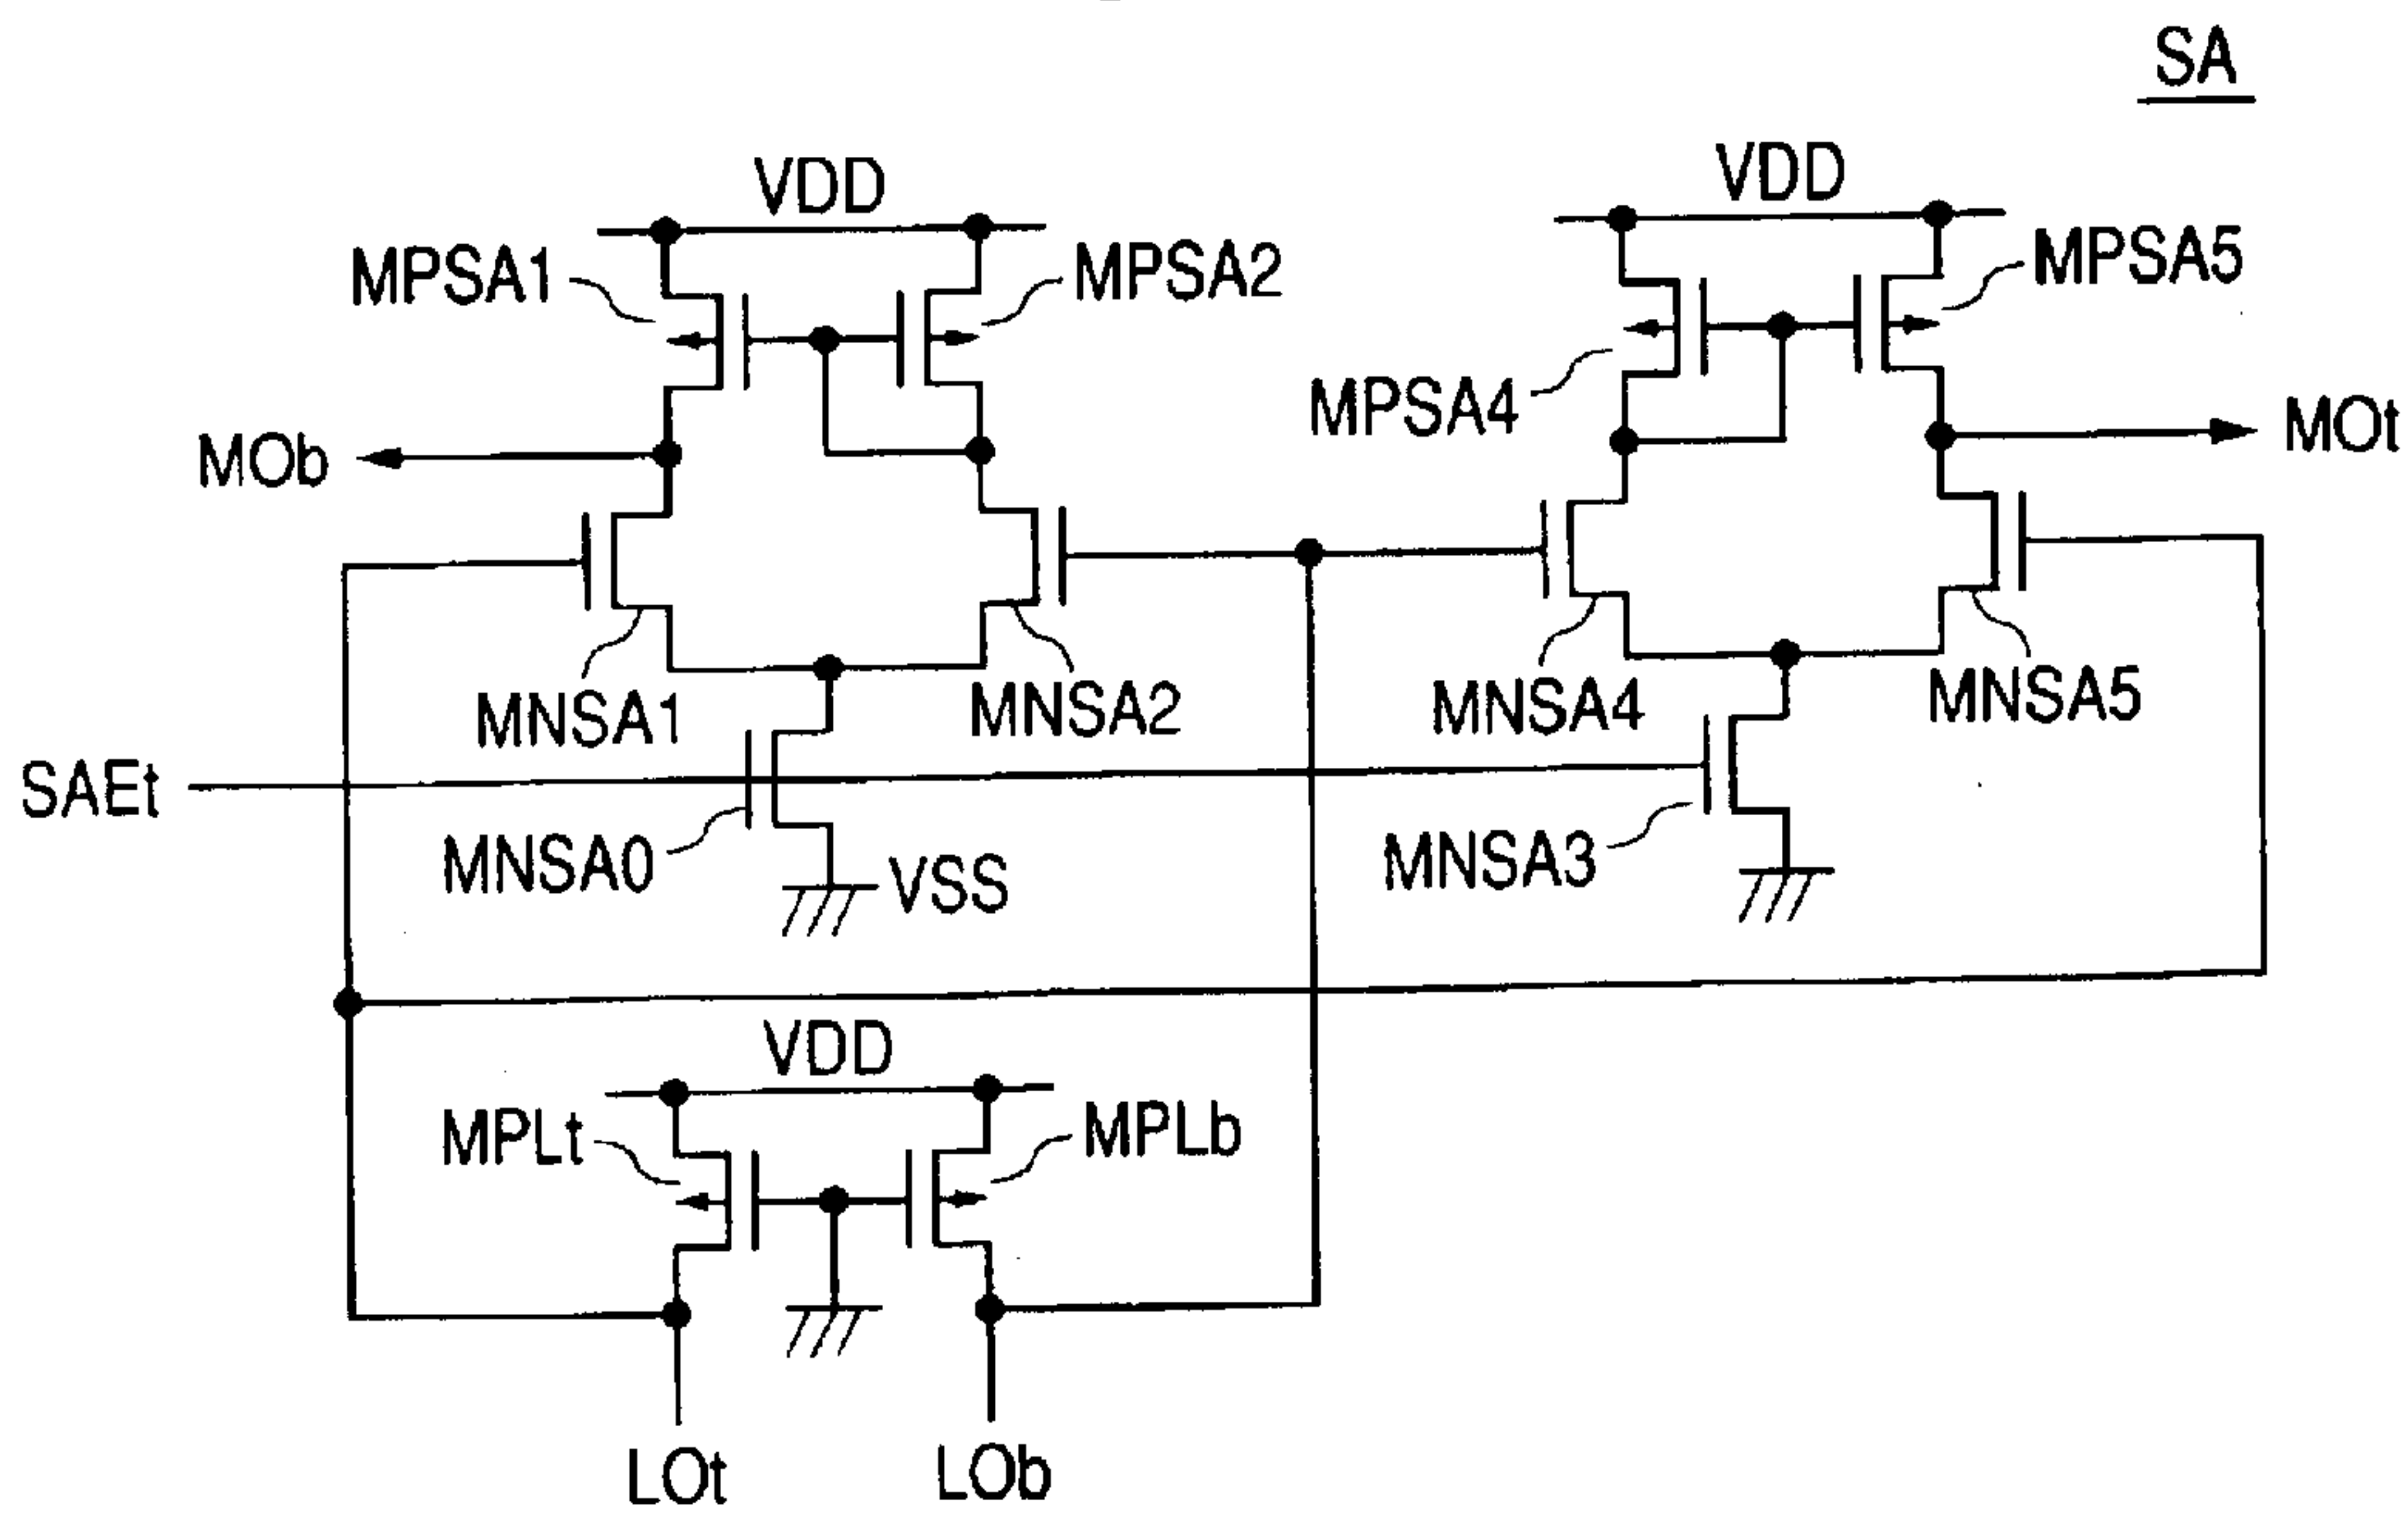 SA
VDD
VDD
MPSA1
MPSA2
MPSA5
MPSA4
MOb
MOt
MNSA1
MNSA2
MNSA4
MNSA5
SAEt
MNSA0
VSS
MNSA3
VDD
MPLt
MPLb
LOt
LOb